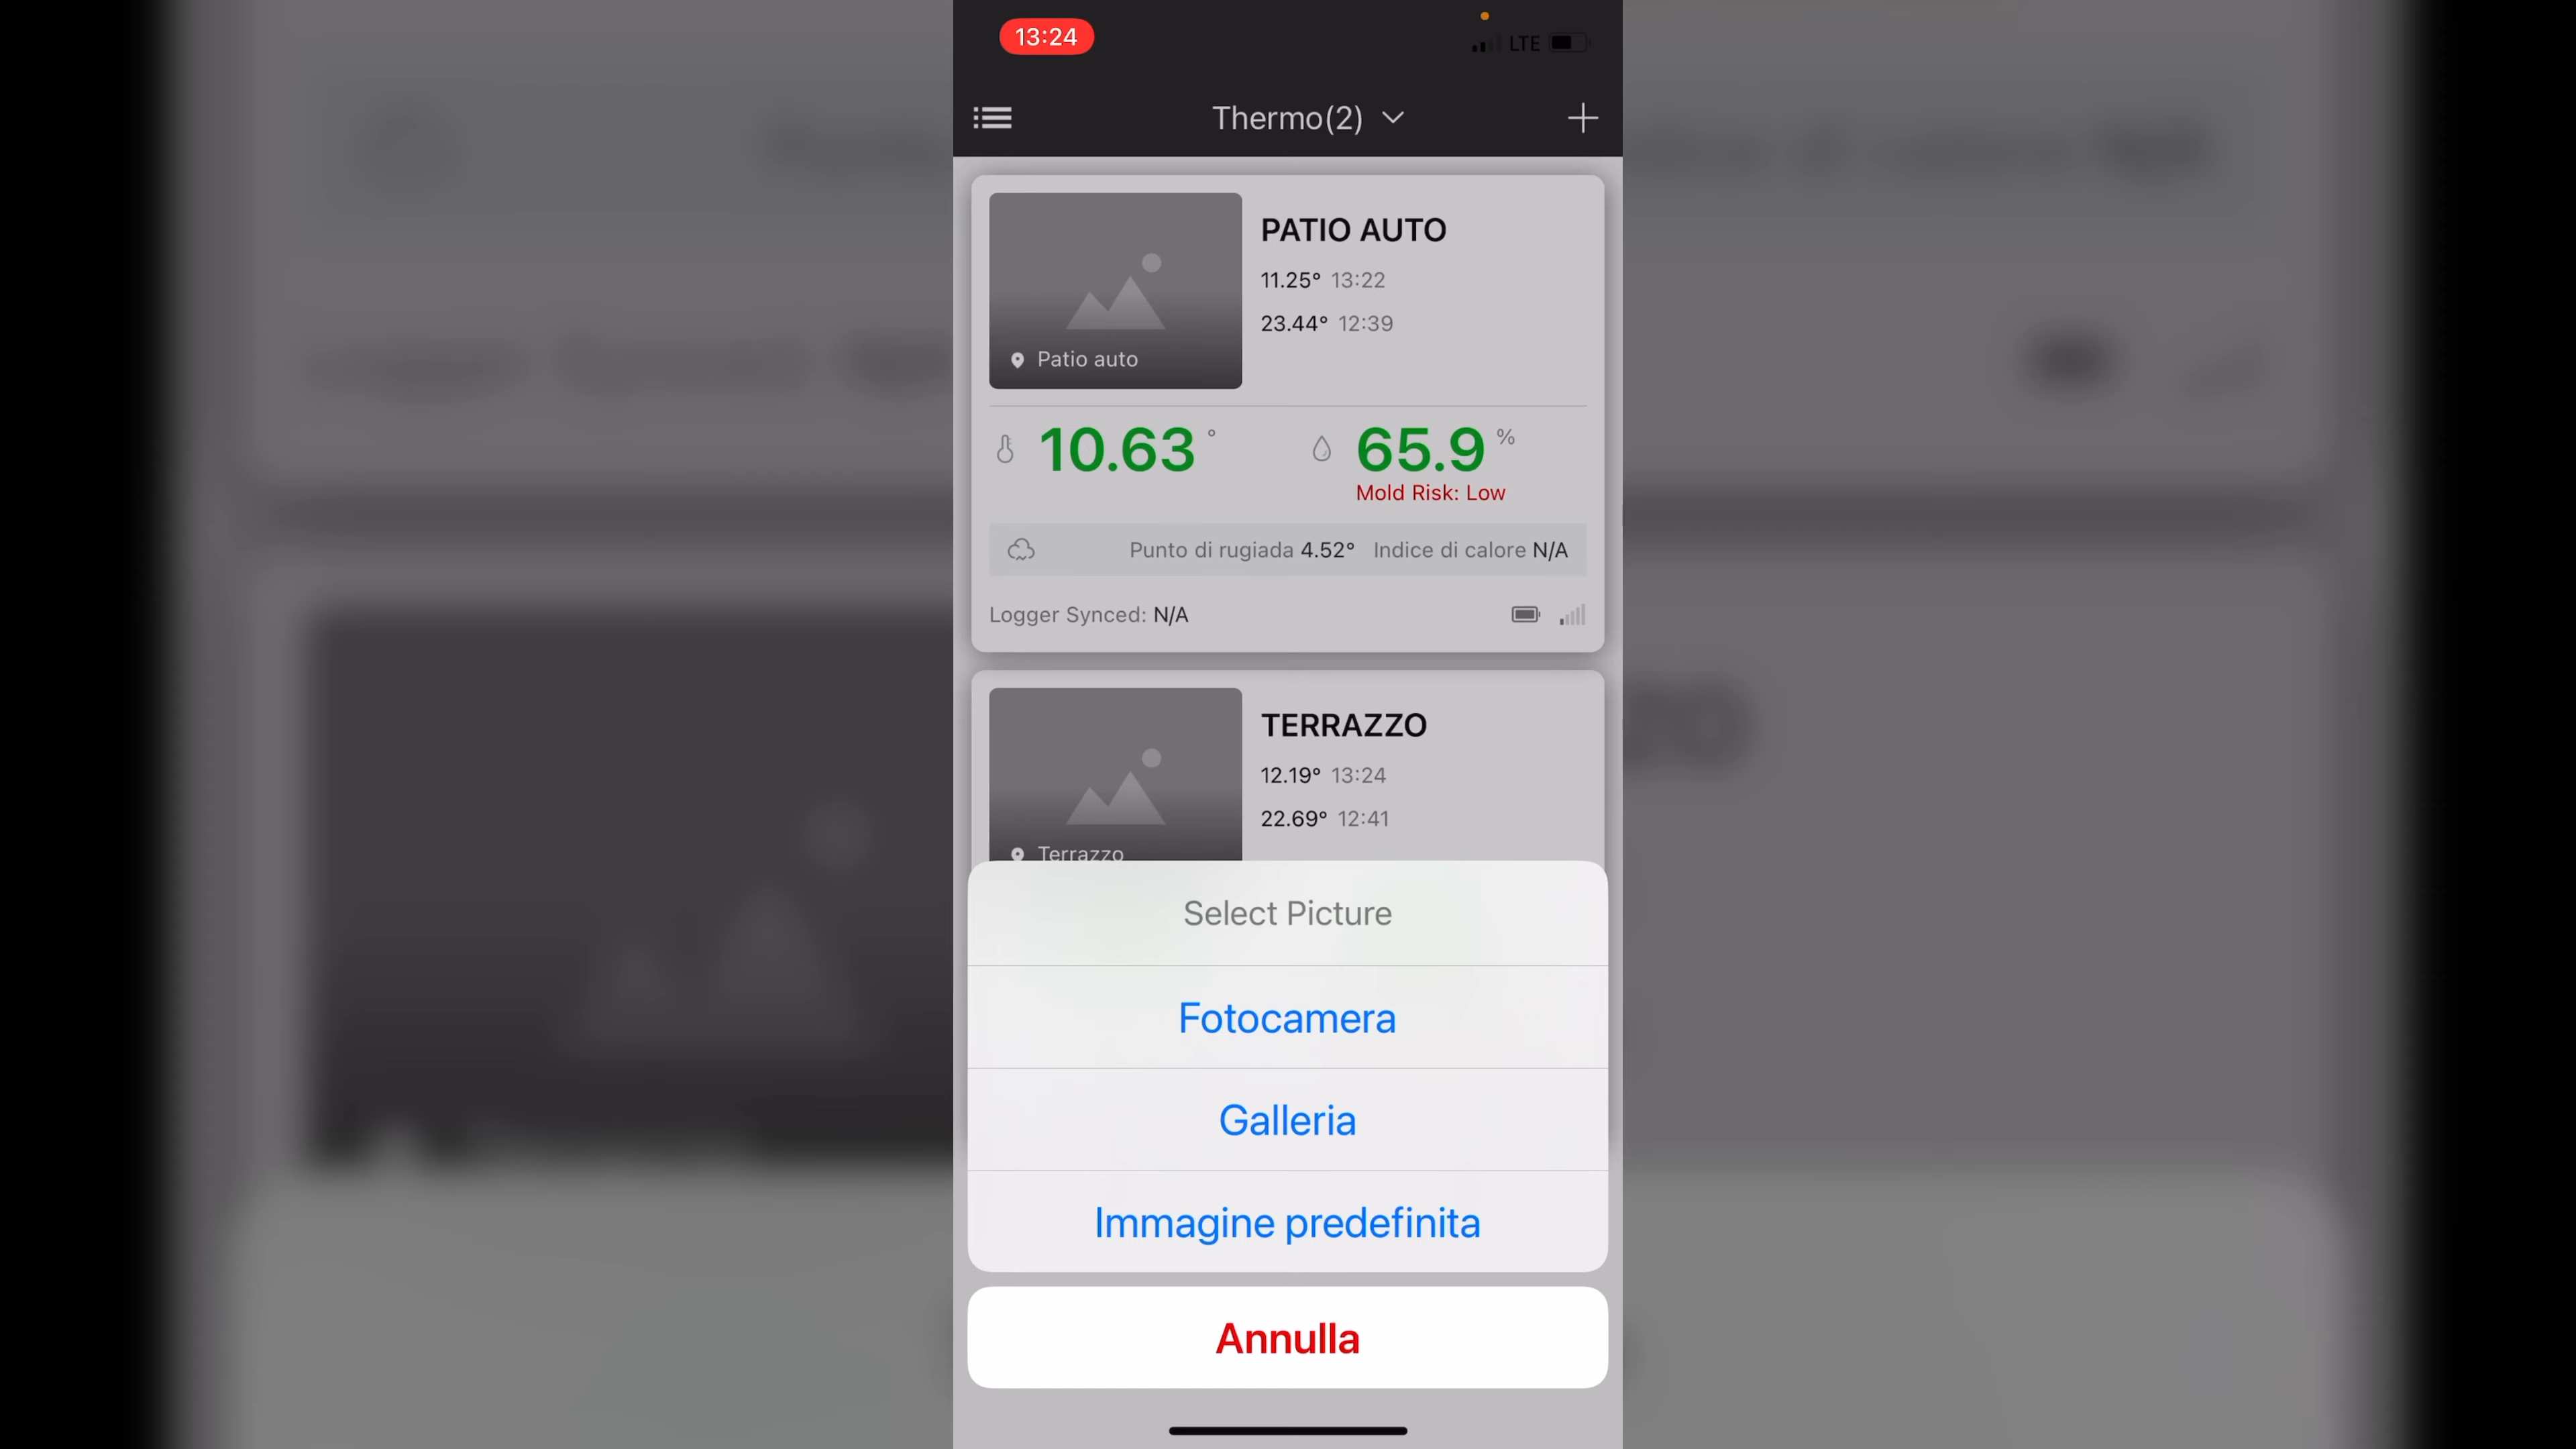 13:24
LTE
Thermo(2)
PATIO AUTO
11.25° 13:22
23.44° 12:39
Patio auto
10.63°
65.9%
Mold Risk: Low
Punto di rugiada 4.52° Indice di calore N/A
Logger Synced: N/A
TERRAZZO
12.19° 13:24
22.69° 12:41
Terrazzo
Select Picture
Fotocamera
Galleria
Immagine predefinita
Annulla